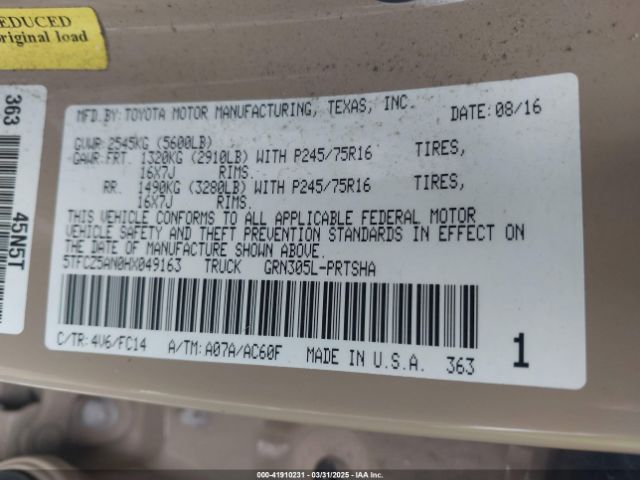 EDUCED
original load
363
45N5T
MFD.BY:TOYOTA MOTOR MANUFACTURING, TEXAS, INC. DATE:08/16
GVWR:2545KG (5600LB)
GAWR:FRT. 1320KG (2910LB) WITH P245/75R16 TIRES,
16X7J RIMS.
RR. 1490KG (3280LB) WITH P245/75R16 TIRES,
16X7J RIMS.
THIS VEHICLE CONFORMS TO ALL APPLICABLE FEDERAL MOTOR
VEHICLE SAFETY AND THEFT PREVENTION STANDARDS IN EFFECT ON
THE DATE OF MANUFACTURE SHOWN ABOVE.
5TFCZ5AN0HX049163 TRUCK GRN305L-PRTSHA
C/TR:4V6/FC14 A/TM:A07A/AC60F MADE IN U.S.A. 363 1
000-41910231 - 03/31/2025 - IAA Inc.